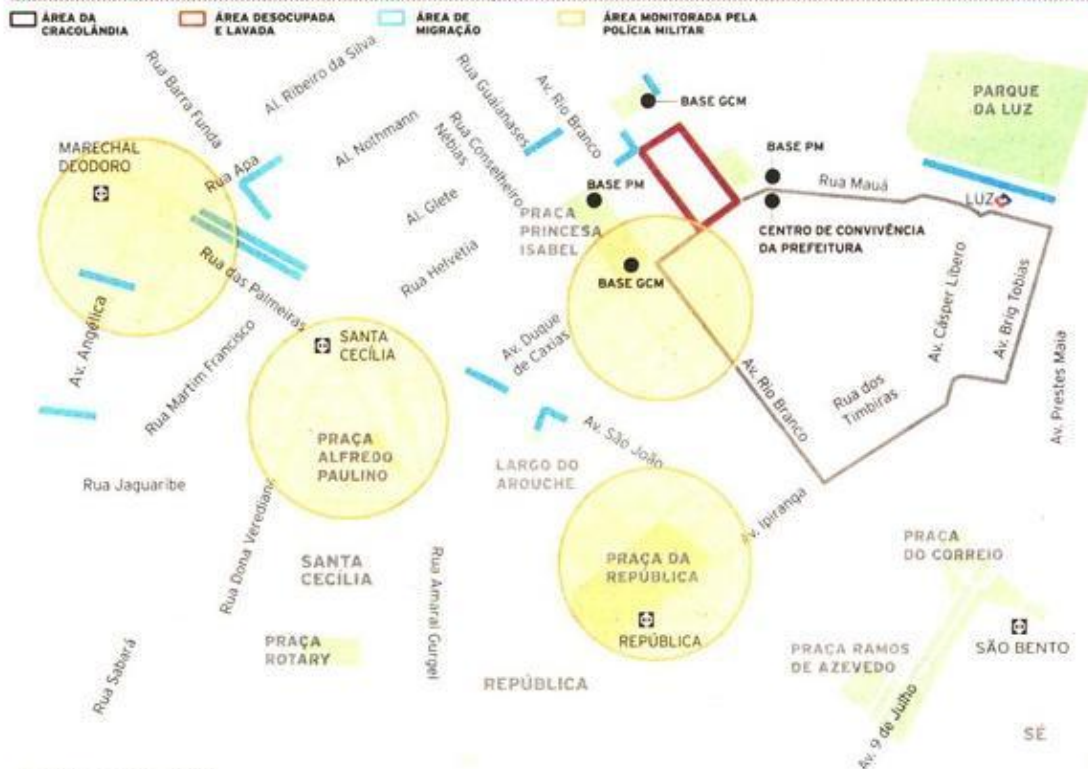 ÁREA DA
CRACOLÂNDIA
ÁREA DESOCUPADA
E LAVADA
ÁREA DE
MIGRAÇÃO
ÁREA MONITORADA PELA
POLÍCIA MILITAR
Rua Barra Funda
Al. Ribeiro da Silva
Rua Guaianases
Av. Rio Branco
BASE GCM
PARQUE
DA LUZ
MARECHAL
DEODORO
Rua Apa
Al. Nothmann
Rua Conselheiro
Nébias
BASE PM
BASE PM
Rua Mauá
LUZ
Al. Glete
PRAÇA
PRINCESA
ISABEL
CENTRO DE CONVIVÊNCIA
DA PREFEITURA
Rua das Palmeiras
Rua Helvétia
BASE GCM
Av. Angélica
Av. Cásper Líbero
Av. Brig Tobias
SANTA
CECÍLIA
Av. Duque
de Caxias
Av. Prestes Maia
Rua Martim Francisco
Av. Rio Branco
Rua dos
Timbiras
PRAÇA
ALFREDO
PAULINO
Av. São João
LARGO DO
AROUCHE
Rua Jaguaribe
Av. Ipiranga
Rua Dona Veredian
SANTA
CECÍLIA
Rua Amaral Gurgel
PRAÇA DA
REPÚBLICA
PRAÇA
DO CORREIO
REPÚBLICA
PRAÇA
ROTARY
PRAÇA RAMOS
DE AZEVEDO
SÃO BENTO
Rua Sabará
REPÚBLICA
Av. 9 de Julho
SÉ